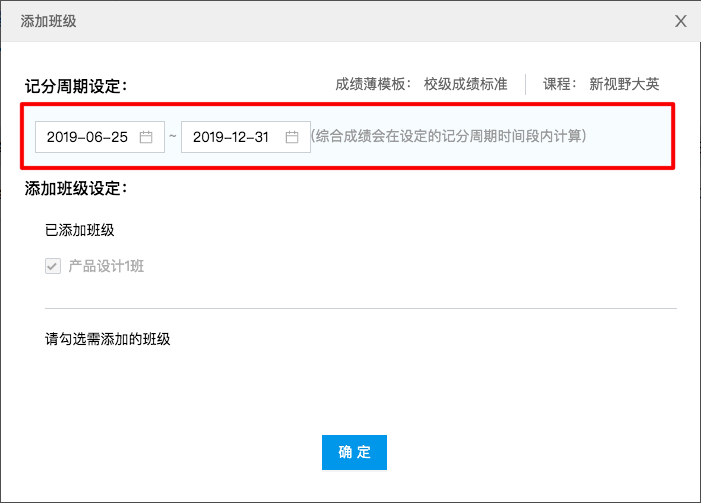 添加班级 X
记分周期设定： 成绩薄模板： 校级成绩标准 课程： 新视野大英
2019-06-25 ~ 2019-12-31 (综合成绩会在设定的记分周期时间段内计算)
添加班级设定：
已添加班级
产品设计1班
请勾选需添加的班级
确 定